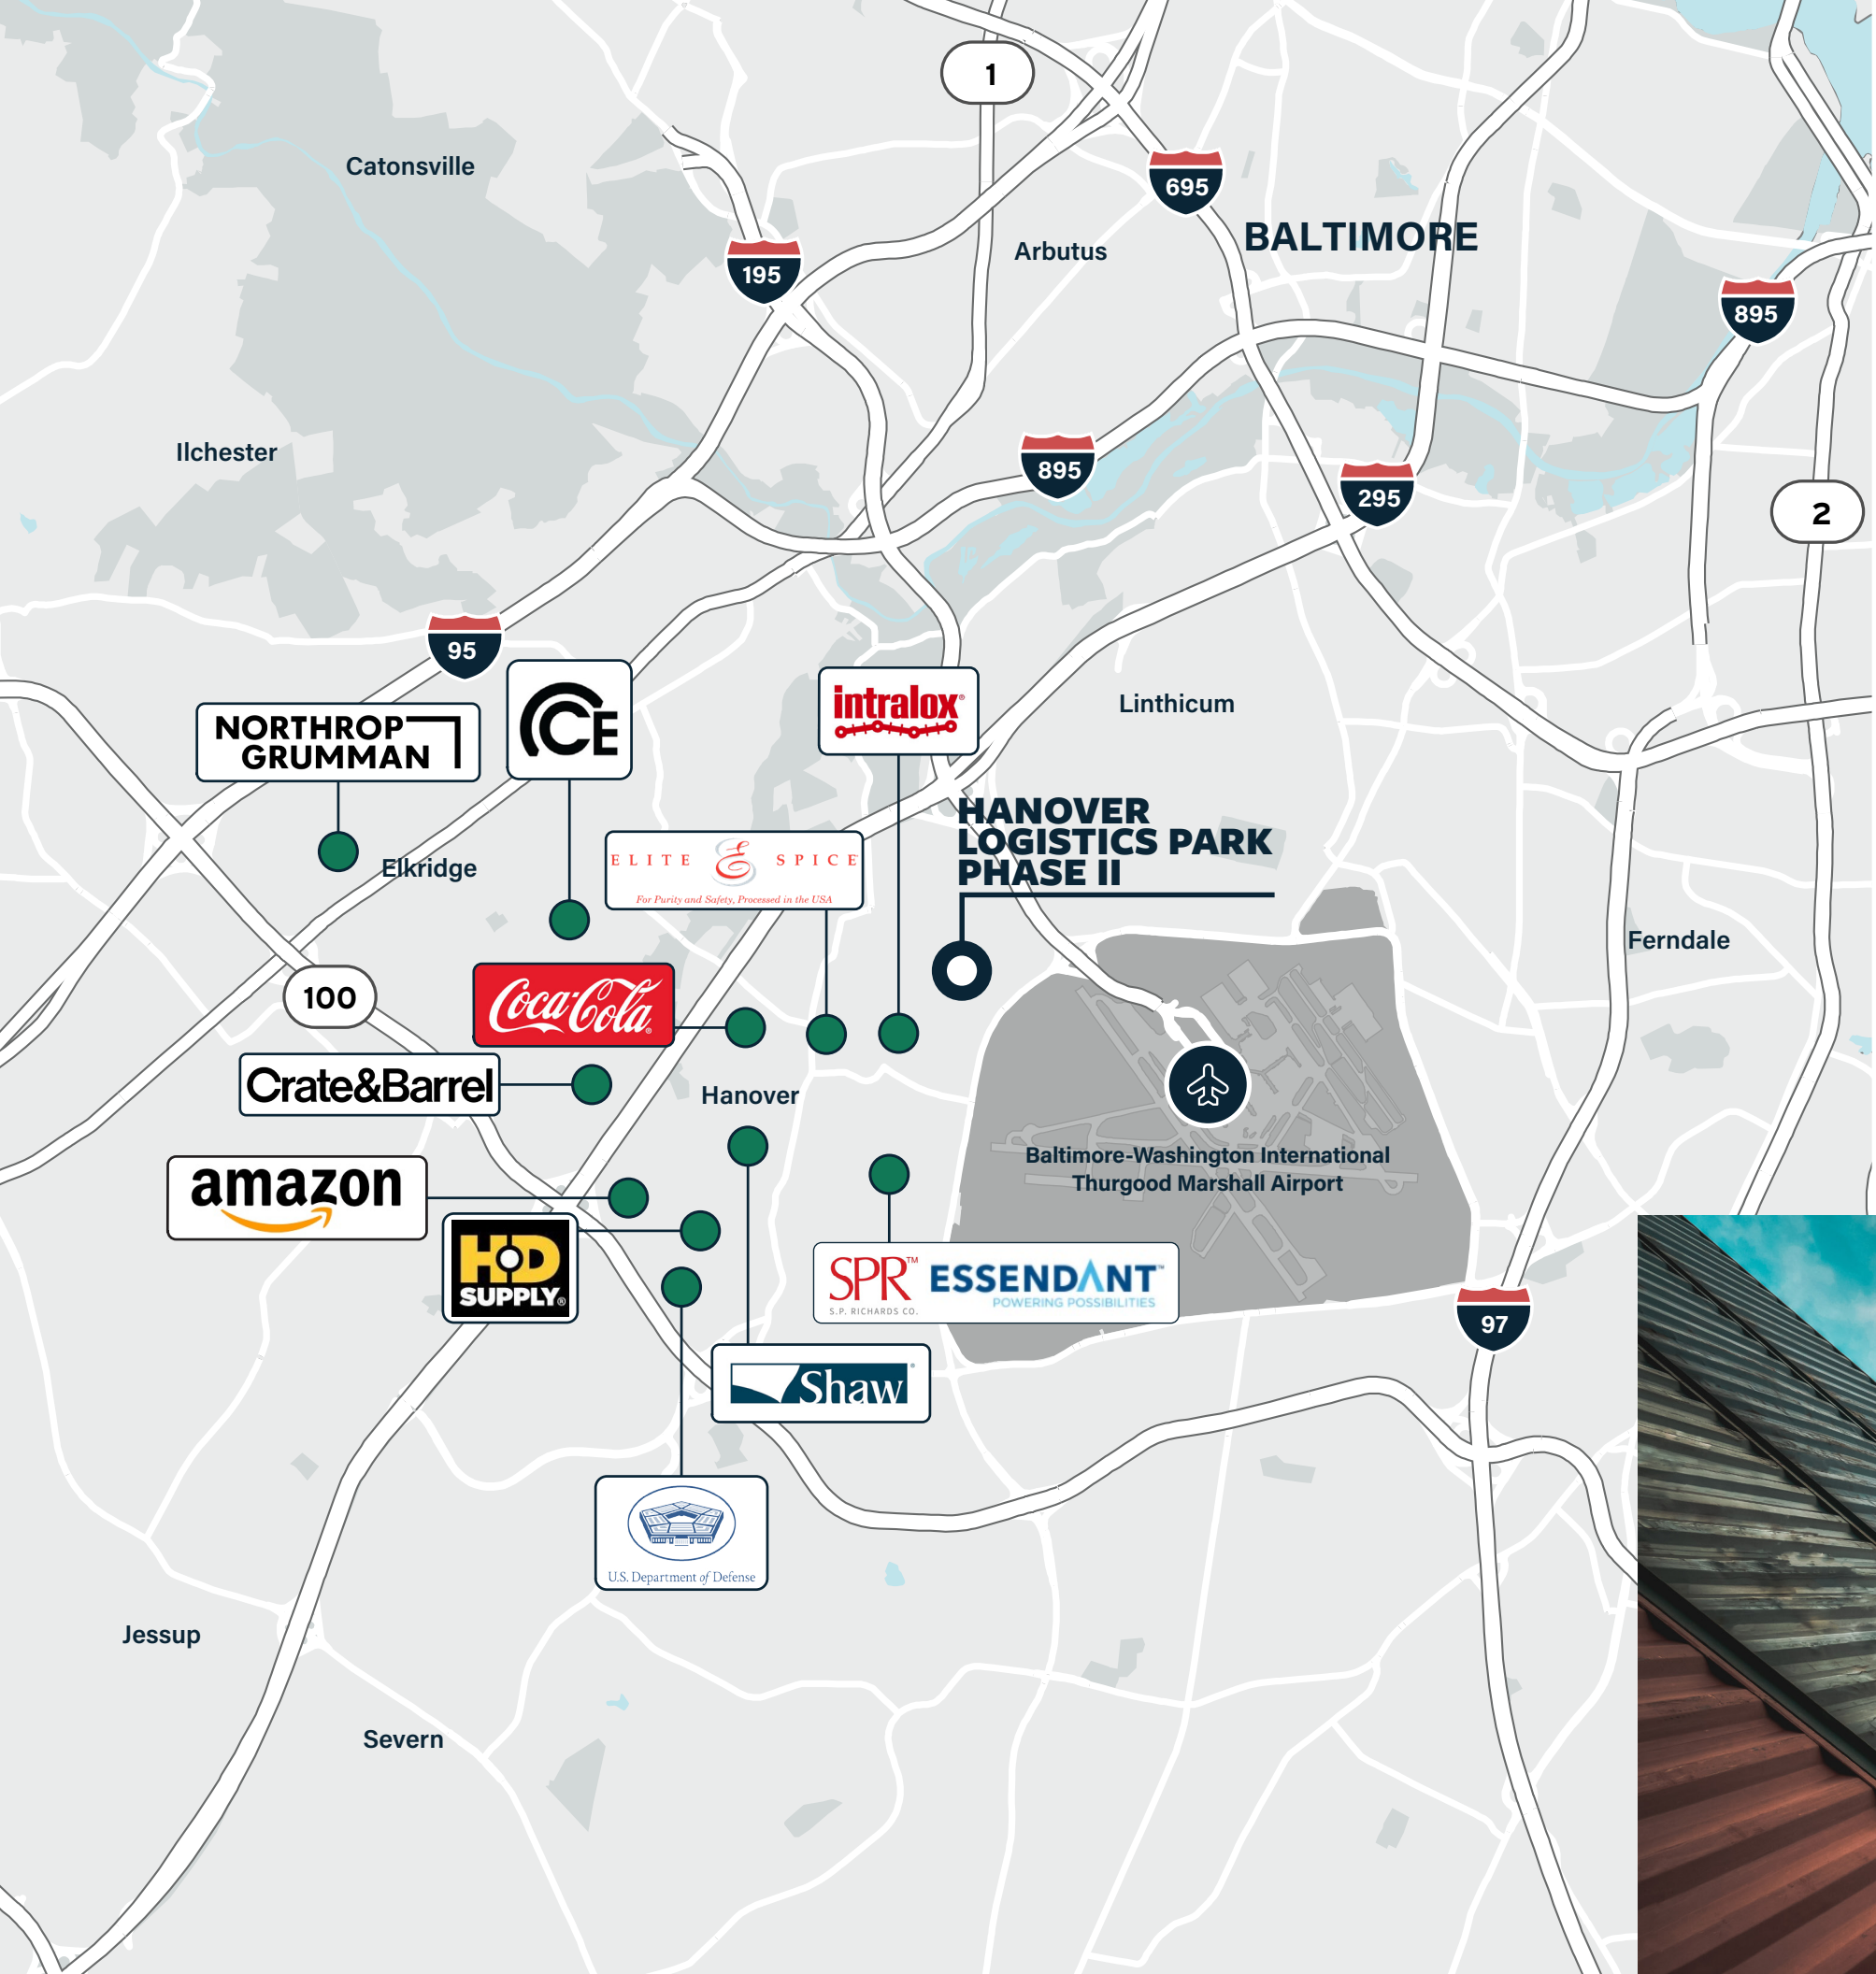 1
Catonsville
695
BALTIMORE
Arbutus
195
895
Ilchester
895
295
2
95
NORTHROP
GRUMMAN
CCE
intralox®
Linthicum
HANOVER
LOGISTICS PARK
PHASE II
ELITE E SPICE
For Purity and Safety, Processed in the USA
Elkridge
Ferndale
100
Coca-Cola®
Crate&Barrel
Hanover
amazon
Baltimore-Washington International
Thurgood Marshall Airport
HD
SUPPLY®
SPR™
S.P. RICHARDS CO.
ESSENDANT™
POWERING POSSIBILITIES
97
Shaw®
U.S. Department of Defense
Jessup
Severn